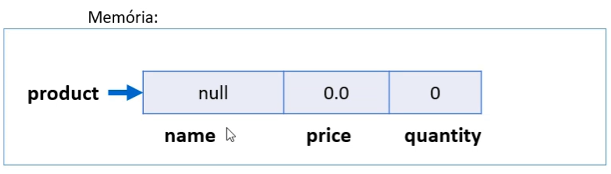 Memória:
product null 0.0 0
name price quantity